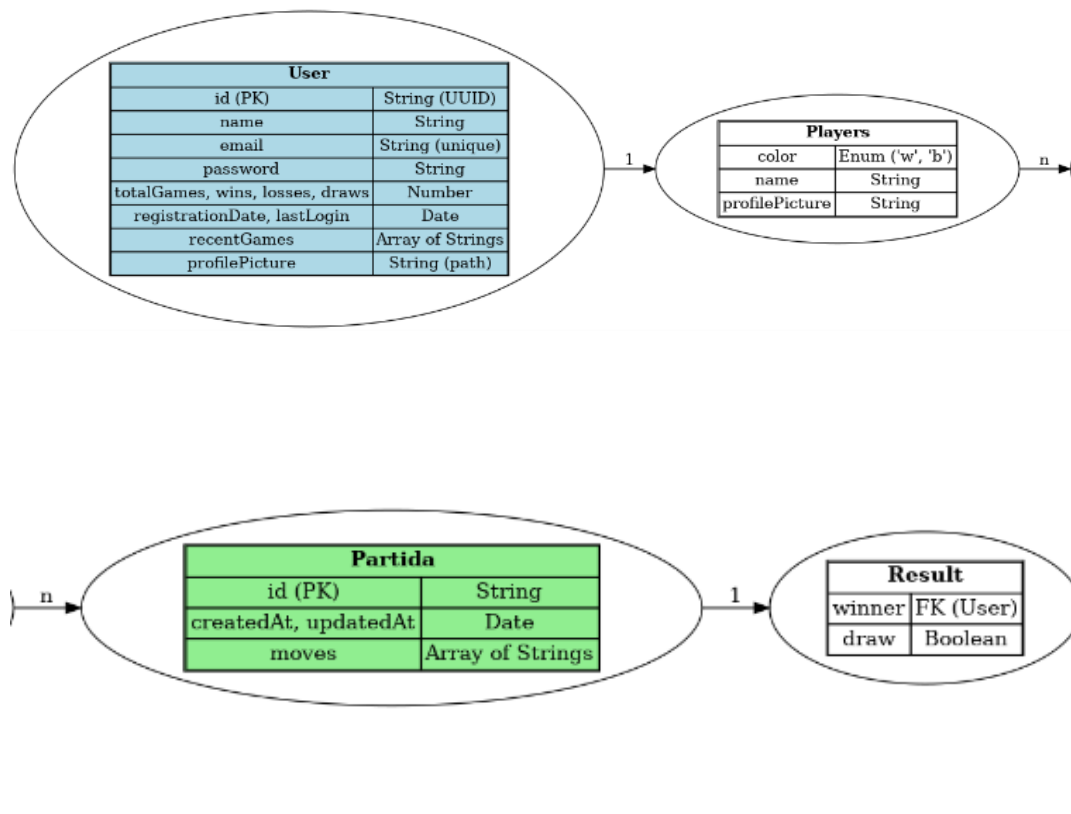 User
id (PK) String (UUID)
name String
email String (unique)
password String
totalGames, wins, losses, draws Number
registrationDate, lastLogin Date
recentGames Array of Strings
profilePicture String (path)
1
Players
color Enum ('w', 'b')
name String
profilePicture String
n
n
Partida
id (PK) String
createdAt, updatedAt Date
moves Array of Strings
1
Result
winner FK (User)
draw Boolean